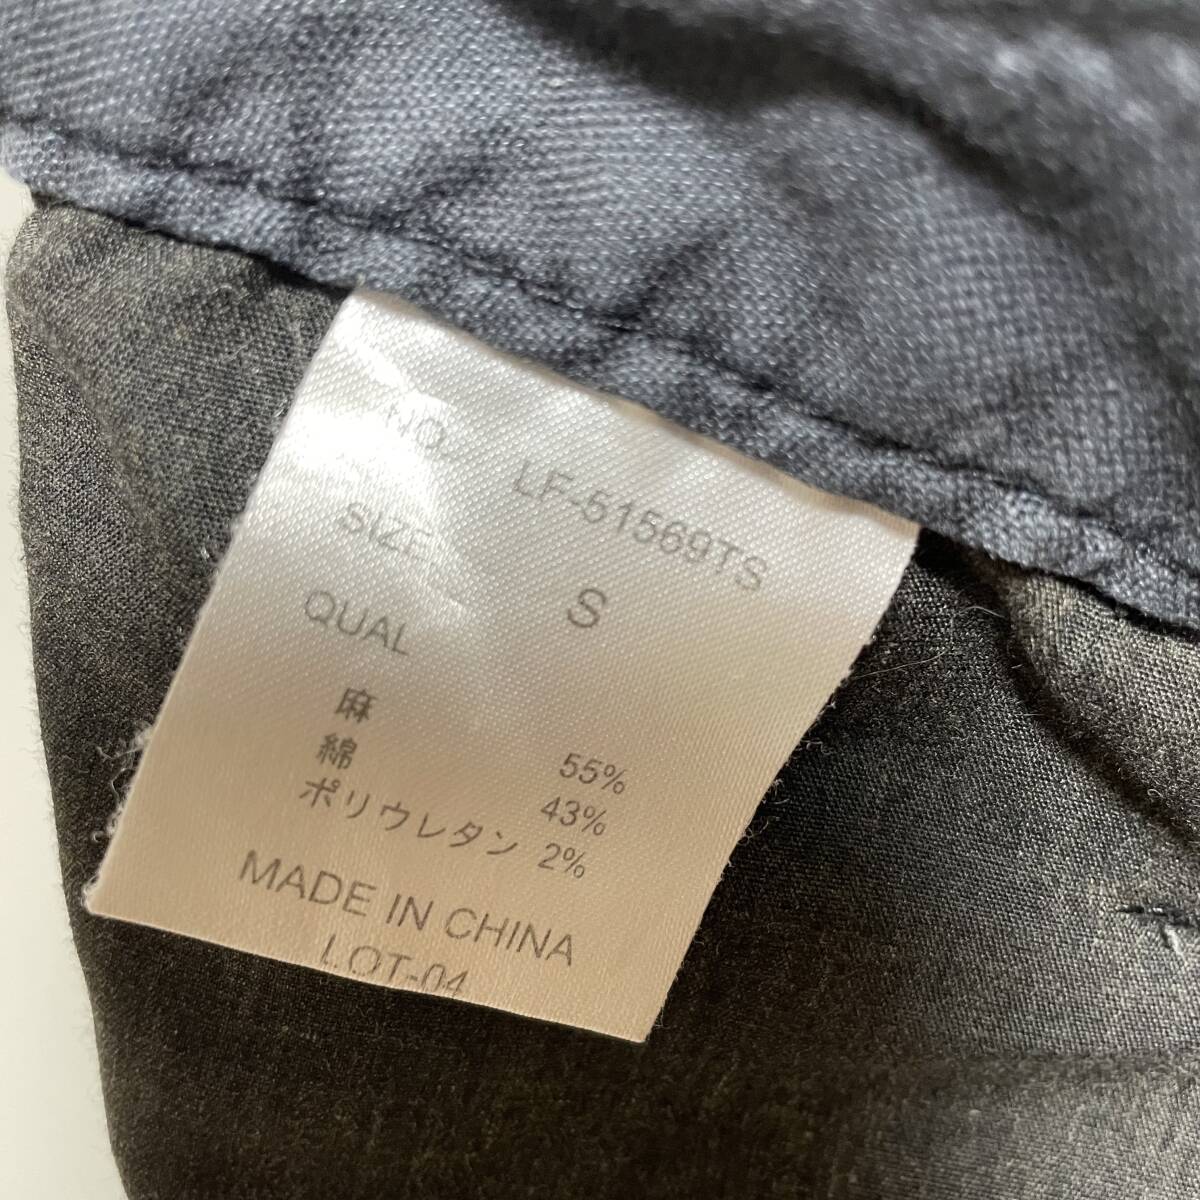 NO. LF-51569TS
SIZE S
QUAL
麻 55%
綿 43%
ポリウレタン 2%
MADE IN CHINA
LOT-04